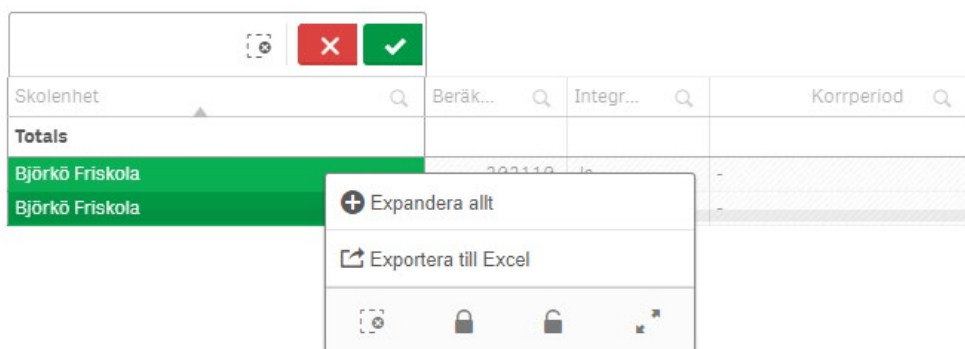 Skolenhet Beräk... Integr... Korrperiod
Totals
Björkö Friskola -
Björkö Friskola -
Expandera allt
Exportera till Excel